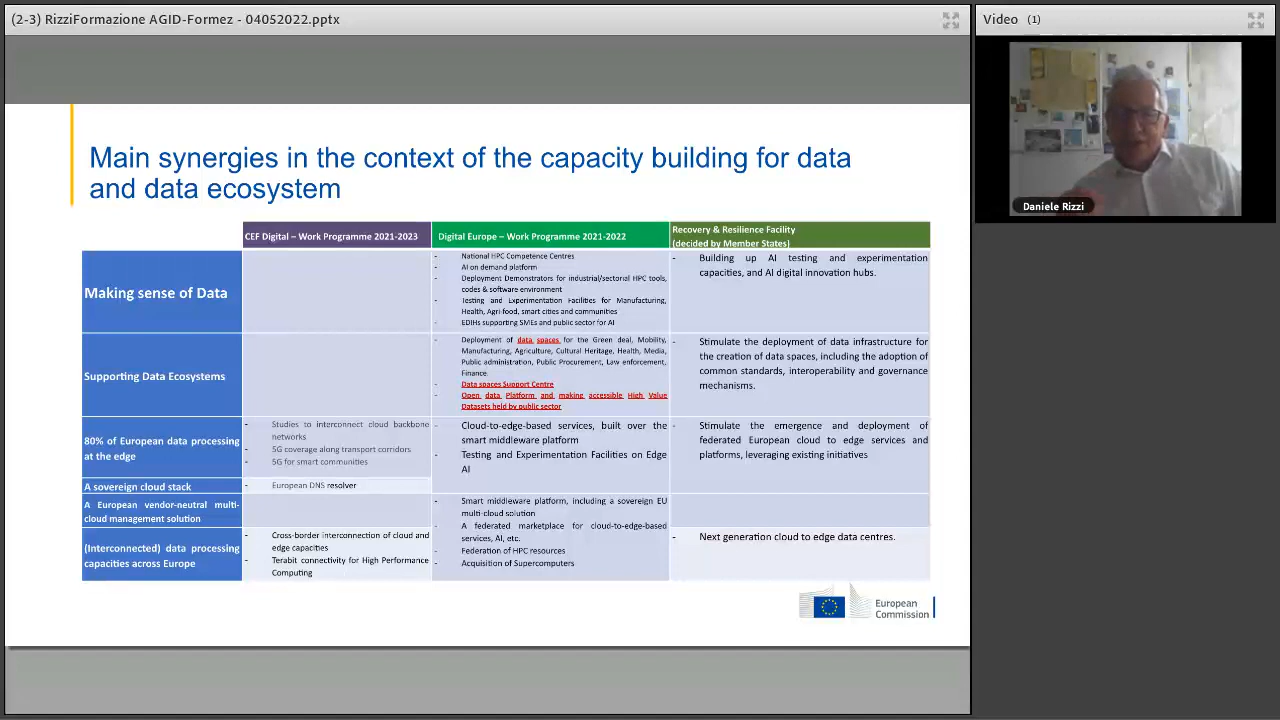 (2-3) RizziFormazione AGID-Formez - 04052022.pptx
Video (1)
Daniele Rizzi
Main synergies in the context of the capacity building for data
and data ecosystem
CEF Digital – Work Programme 2021-2023
Digital Europe – Work Programme 2021-2022
Recovery & Resilience Facility
(decided by Member States)
Making sense of Data
- National HPC Competence Centres
- AI on demand platform
- Deployment Demonstrators for industrial/sectorial HPC tools,
codes & software environment
- Testing and Experimentation Facilities for Manufacturing,
Health, Agri-food, smart cities and communities
- EDIHs supporting SMEs and public sector for AI
- Building up AI testing and experimentation
capacities, and AI digital innovation hubs.
Supporting Data Ecosystems
- Deployment of data spaces for the Green deal, Mobility,
Manufacturing, Agriculture, Cultural Heritage, Health, Media,
Public administration, Public Procurement, Law enforcement,
Finance.
- Data spaces Support Centre
- Open data Platform and making accessible High Value
Datasets held by public sector
- Stimulate the deployment of data infrastructure for
the creation of data spaces, including the adoption of
common standards, interoperability and governance
mechanisms.
80% of European data processing
at the edge
- Studies to interconnect cloud backbone
networks
- 5G coverage along transport corridors
- 5G for smart communities
- Cloud-to-edge-based services, built over the
smart middleware platform
- Testing and Experimentation Facilities on Edge
AI
- Stimulate the emergence and deployment of
federated European cloud to edge services and
platforms, leveraging existing initiatives
A sovereign cloud stack
- European DNS resolver
A European vendor-neutral multi-
cloud management solution
- Smart middleware platform, including a sovereign EU
multi-cloud solution
- A federated marketplace for cloud-to-edge-based
services, AI, etc.
- Federation of HPC resources
- Acquisition of Supercomputers
(Interconnected) data processing
capacities across Europe
- Cross-border interconnection of cloud and
edge capacities
- Terabit connectivity for High Performance
Computing
- Next generation cloud to edge data centres.
European
Commission